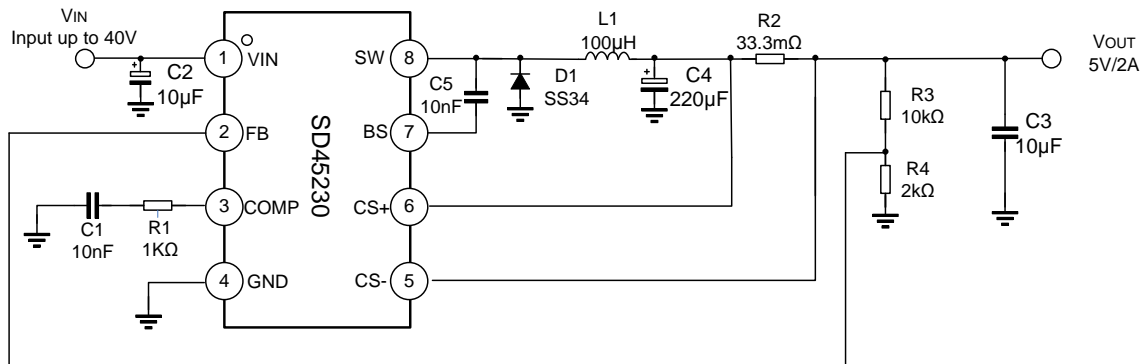 VIN
Input up to 40V
C2
10μF
1
VIN
2
FB
3
COMP
4
GND
C1
10nF
R1
1KΩ
SD45230
SW
8
BS
7
CS+
6
CS-
5
C5
10nF
D1
SS34
L1
100μH
C4
220μF
R2
33.3mΩ
R3
10kΩ
R4
2kΩ
C3
10μF
VOUT
5V/2A
+
+